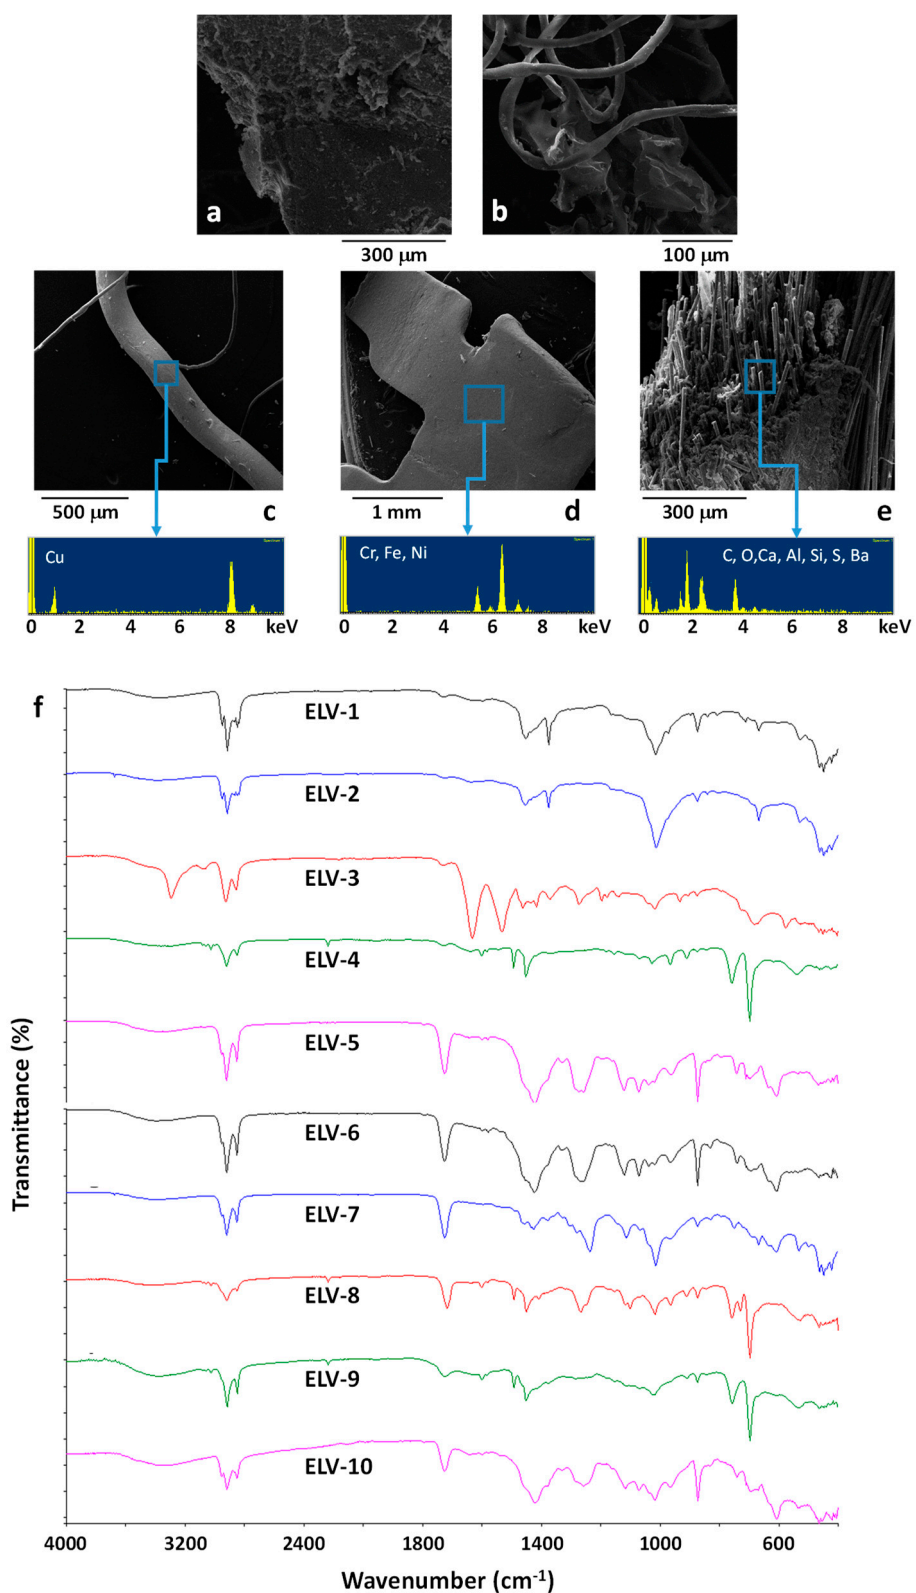 a
b
300 μm
100 μm
500 μm
c
1 mm
d
300 μm
e
Cu
Cr, Fe, Ni
C, O,Ca, Al, Si, S, Ba
0 2 4 6 8 keV
0 2 4 6 8 keV
0 2 4 6 8 keV
f
ELV-1
ELV-2
ELV-3
ELV-4
ELV-5
ELV-6
ELV-7
ELV-8
ELV-9
ELV-10
Transmittance (%)
4000 3200 2400 1800 1400 1000 600
Wavenumber (cm-1)